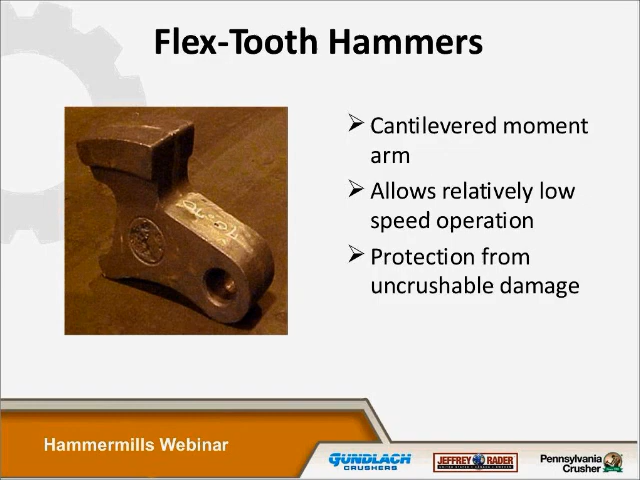 Flex-Tooth Hammers
Cantilevered moment
arm
Allows relatively low
speed operation
Protection from
uncrushable damage
Hammermills Webinar
GUNDLACH
CRUSHERS
JEFFREY RADER
Pennsylvania
Crusher